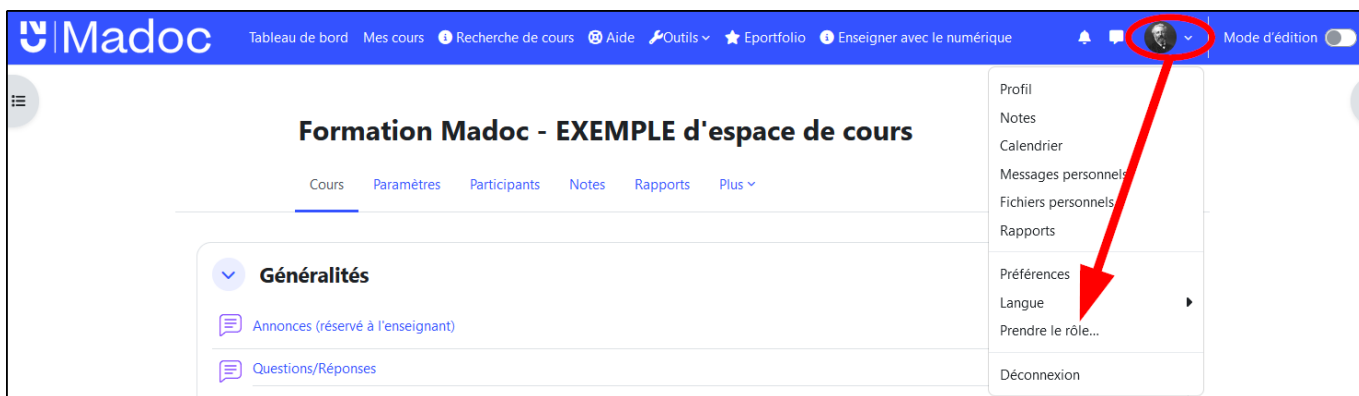 Madoc
Tableau de bord Mes cours Recherche de cours Aide Outils Eportfolio Enseigner avec le numérique Mode d'édition
Formation Madoc - EXEMPLE d'espace de cours
Cours Paramètres Participants Notes Rapports Plus
Généralités
Annonces (réservé à l'enseignant)
Questions/Réponses
Profil
Notes
Calendrier
Messages personnels
Fichiers personnels
Rapports
Préférences
Langue
Prendre le rôle...
Déconnexion